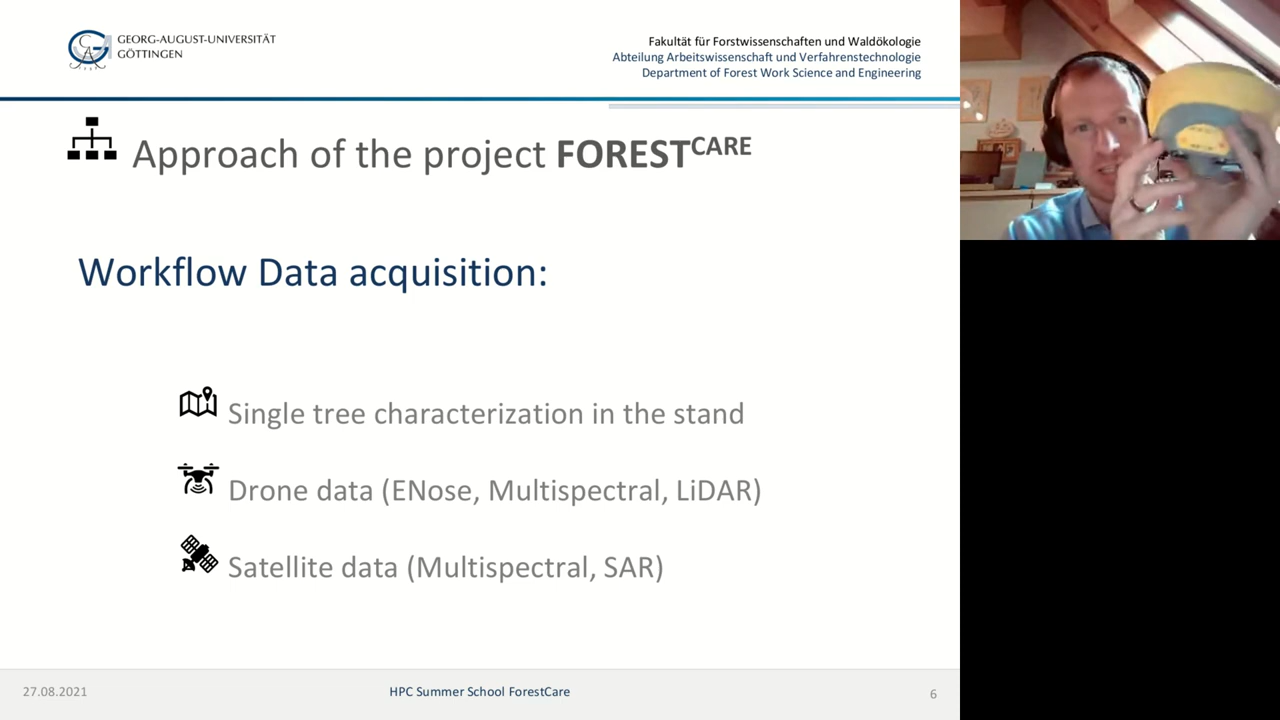 GEORG-AUGUST-UNIVERSITÄT
GÖTTINGEN
Fakultät für Forstwissenschaften und Waldökologie
Abteilung Arbeitswissenschaft und Verfahrenstechnologie
Department of Forest Work Science and Engineering
Approach of the project FORESTCARE
Workflow Data acquisition:
Single tree characterization in the stand
Drone data (ENose, Multispectral, LiDAR)
Satellite data (Multispectral, SAR)
27.08.2021
HPC Summer School ForestCare
6